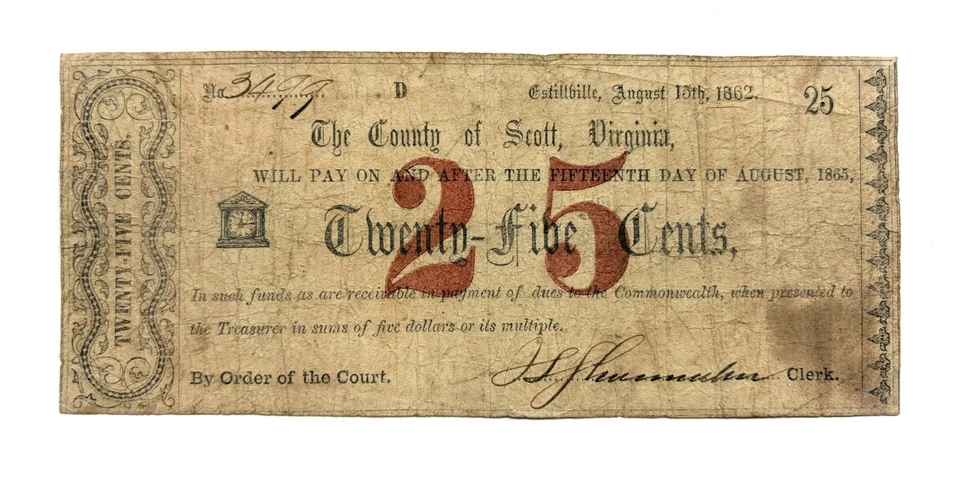 No 3499 D Estillville, August 15th, 1862. 25
The County of Scott, Virginia,
WILL PAY ON AND AFTER THE FIFTEENTH DAY OF AUGUST, 1865,
25
Twenty-Five Cents,
In such funds as are receivable in payment of dues to the Commonwealth, when presented to
the Treasurer in sums of five dollars or its multiple.
By Order of the Court. Clerk.
TWENTY-FIVE CENTS.